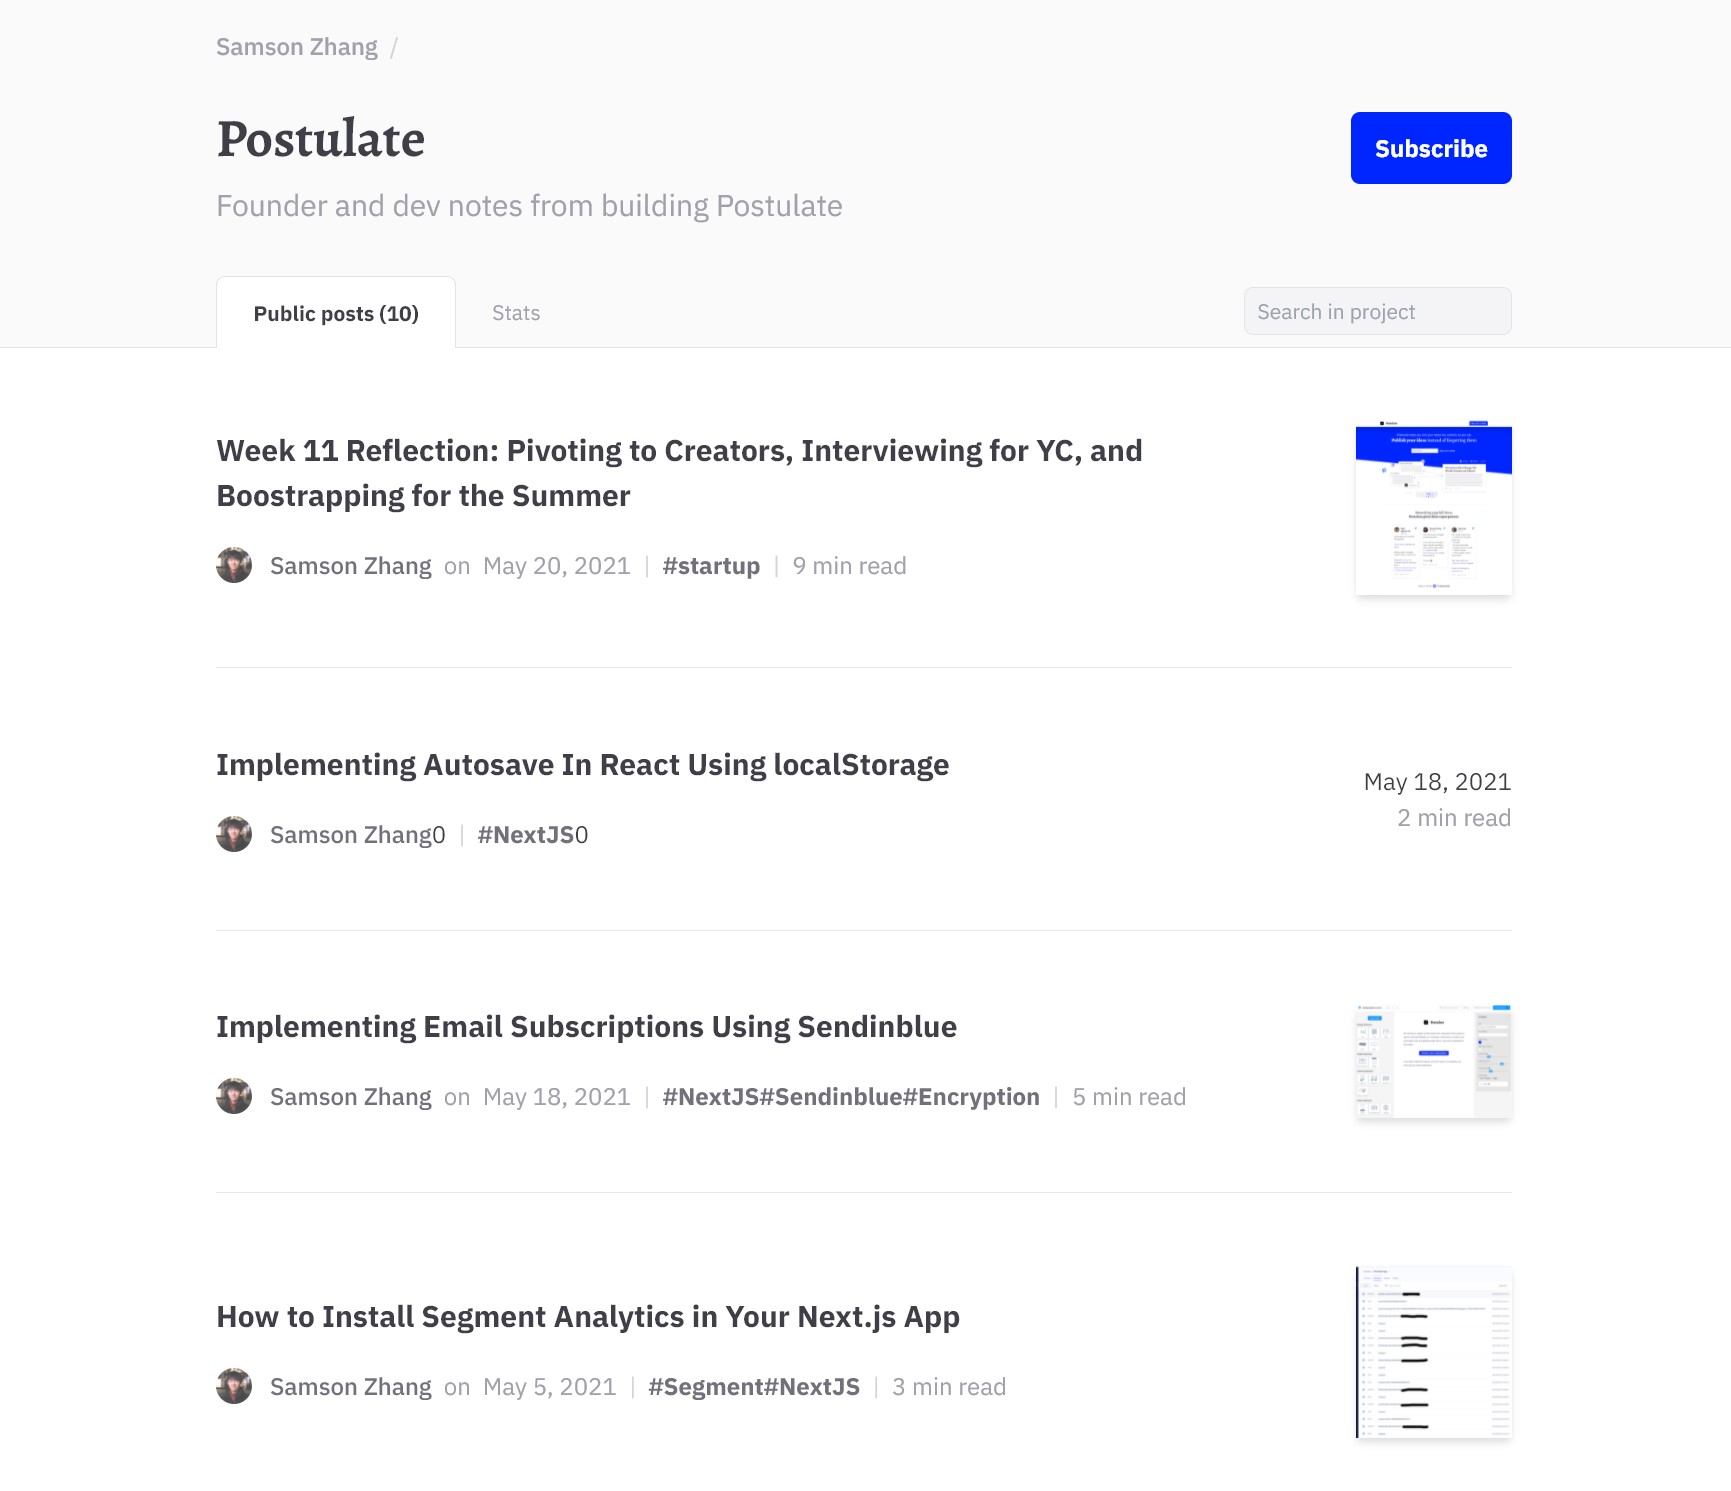 Samson Zhang /
Postulate
Subscribe
Founder and dev notes from building Postulate
Public posts (10)
Stats
Search in project
Week 11 Reflection: Pivoting to Creators, Interviewing for YC, and
Boostrapping for the Summer
Samson Zhang on May 20, 2021 | #startup | 9 min read
Implementing Autosave In React Using localStorage
May 18, 2021
2 min read
Samson Zhang0 | #NextJS0
Implementing Email Subscriptions Using Sendinblue
Samson Zhang on May 18, 2021 | #NextJS#Sendinblue#Encryption | 5 min read
How to Install Segment Analytics in Your Next.js App
Samson Zhang on May 5, 2021 | #Segment#NextJS | 3 min read